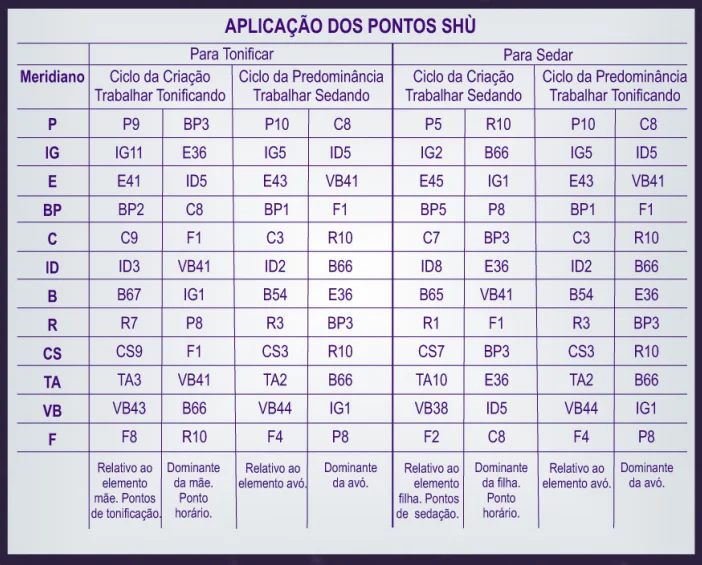 APLICAÇÃO DOS PONTOS SHÙ
Para Tonificar Para Sedar
Meridiano Ciclo da Criação Ciclo da Predominância Ciclo da Criação Ciclo da Predominância
Trabalhar Tonificando Trabalhar Sedando Trabalhar Sedando Trabalhar Tonificando
P P9 BP3 P10 C8 P5 R10 P10 C8
IG IG11 E36 IG5 ID5 IG2 B66 IG5 ID5
E E41 ID5 E43 VB41 E45 IG1 E43 VB41
BP BP2 C8 BP1 F1 BP5 P8 BP1 F1
C C9 F1 C3 R10 C7 BP3 C3 R10
ID ID3 VB41 ID2 B66 ID8 E36 ID2 B66
B B67 IG1 B54 E36 B65 VB41 B54 E36
R R7 P8 R3 BP3 R1 F1 R3 BP3
CS CS9 F1 CS3 R10 CS7 BP3 CS3 R10
TA TA3 VB41 TA2 B66 TA10 E36 TA2 B66
VB VB43 B66 VB44 IG1 VB38 ID5 VB44 IG1
F F8 R10 F4 P8 F2 C8 F4 P8
Relativo ao Dominante Relativo ao Dominante Relativo ao Dominante Relativo ao Dominante
elemento da mãe. elemento avó. da avó. elemento da filha. elemento avó. da avó.
mãe. Pontos Ponto filha. Pontos Ponto
de tonificação. horário. de sedação. horário.